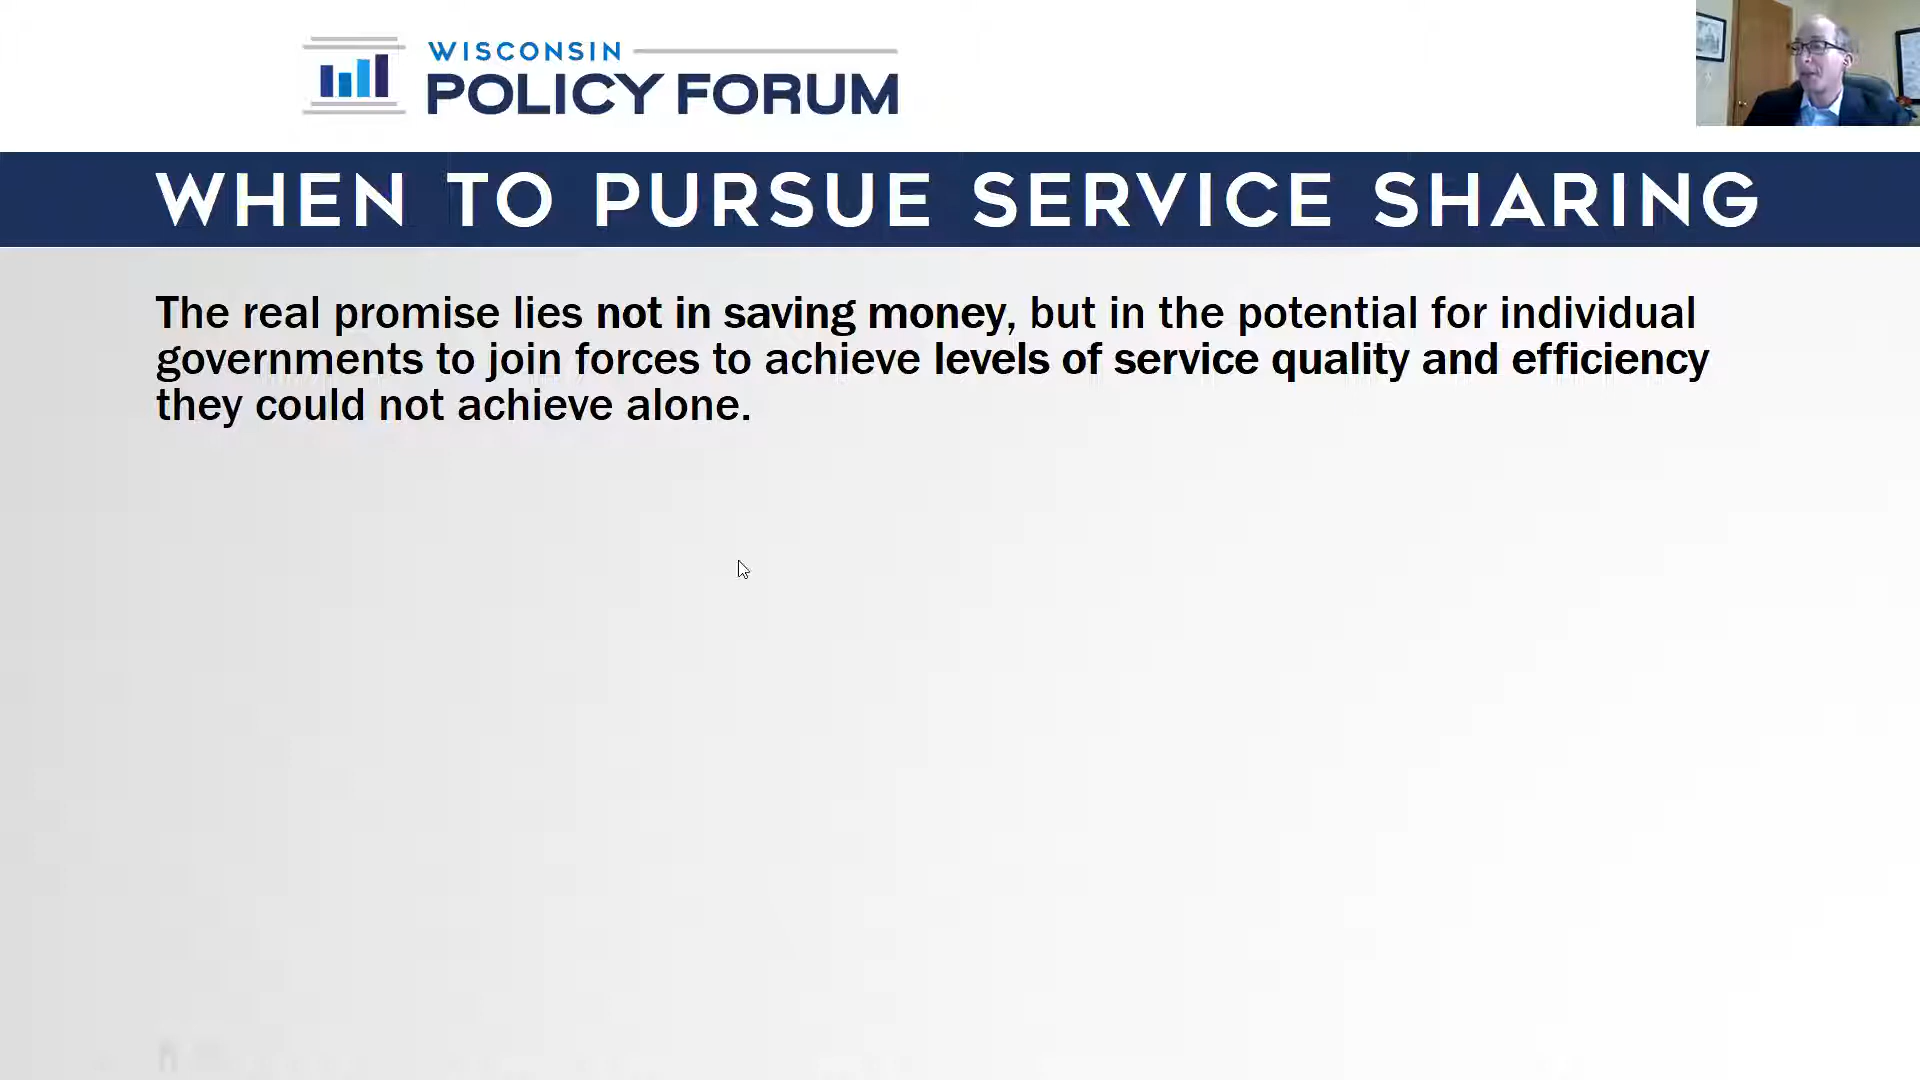 WISCONSIN
POLICY FORUM
WHEN TO PURSUE SERVICE SHARING
The real promise lies not in saving money, but in the potential for individual
governments to join forces to achieve levels of service quality and efficiency
they could not achieve alone.